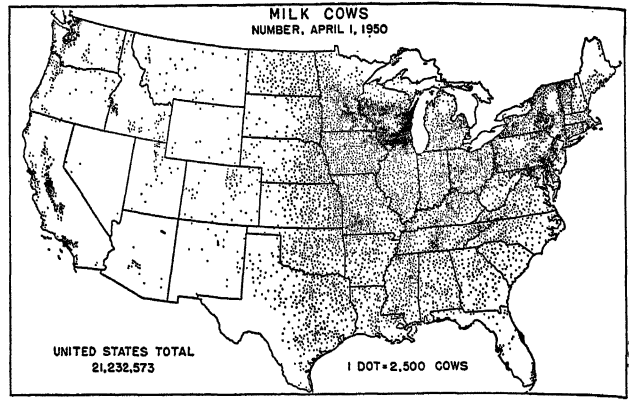 MILK COWS
NUMBER, APRIL 1, 1950
UNITED STATES TOTAL
21,232,573
1 DOT=2,500 COWS